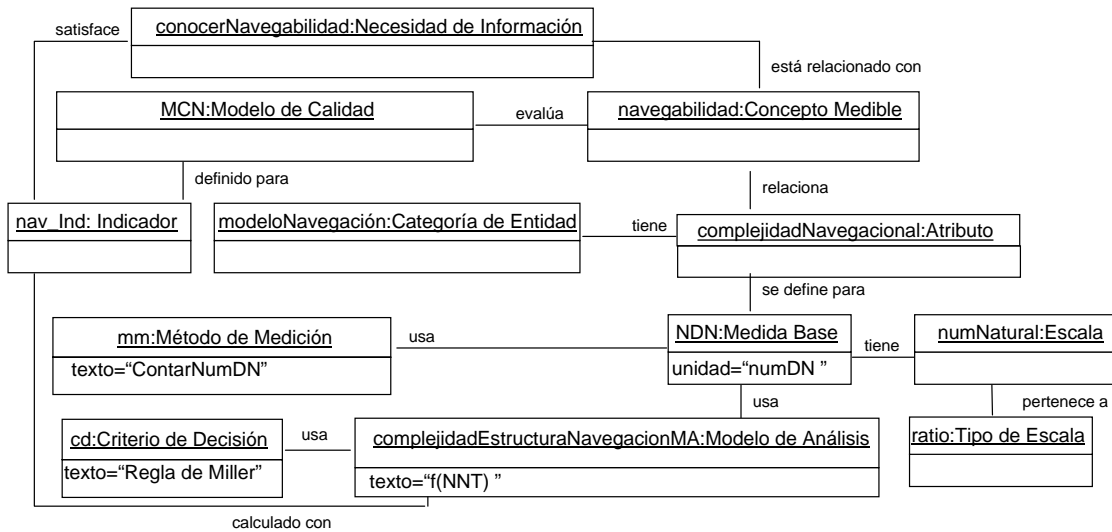 satisface
conocerNavegabilidad:Necesidad de Información
está relacionado con
MCN:Modelo de Calidad
evalúa
navegabilidad:Concepto Medible
definido para
relaciona
nav_Ind: Indicador
modeloNavegación:Categoría de Entidad
tiene
complejidadNavegacional:Atributo
se define para
mm:Método de Medición
texto=“ContarNumDN”
usa
NDN:Medida Base
unidad=“numDN ”
tiene
numNatural:Escala
usa
pertenece a
cd:Criterio de Decisión
texto=“Regla de Miller”
usa
complejidadEstructuraNavegacionMA:Modelo de Análisis
texto=“f(NNT) ”
ratio:Tipo de Escala
calculado con